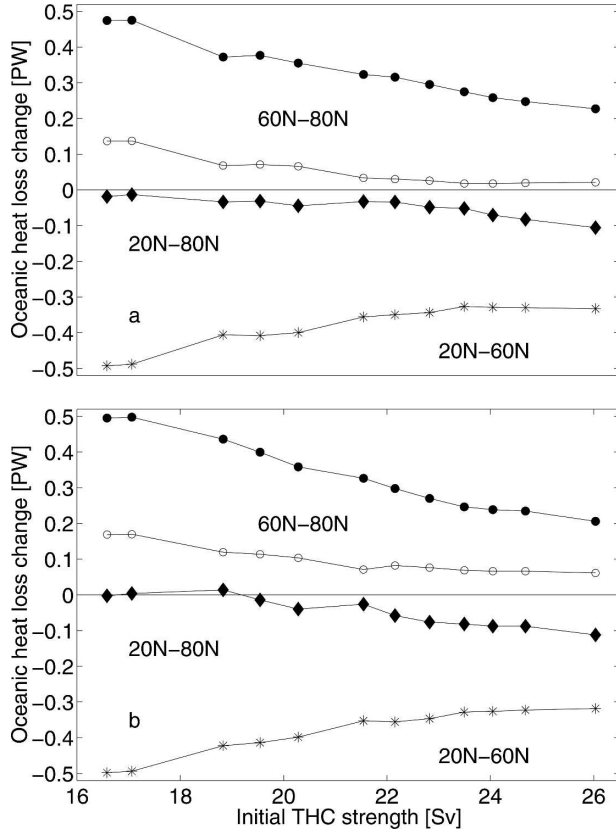 0.5
0.4
0.3
0.2
0.1
0
−0.1
−0.2
−0.3
−0.4
−0.5
Oceanic heat loss change [PW]
60N−80N
20N−80N
a
20N−60N
0.5
0.4
0.3
0.2
0.1
0
−0.1
−0.2
−0.3
−0.4
−0.5
Oceanic heat loss change [PW]
60N−80N
20N−80N
b
20N−60N
16 18 20 22 24 26
Initial THC strength [Sv]